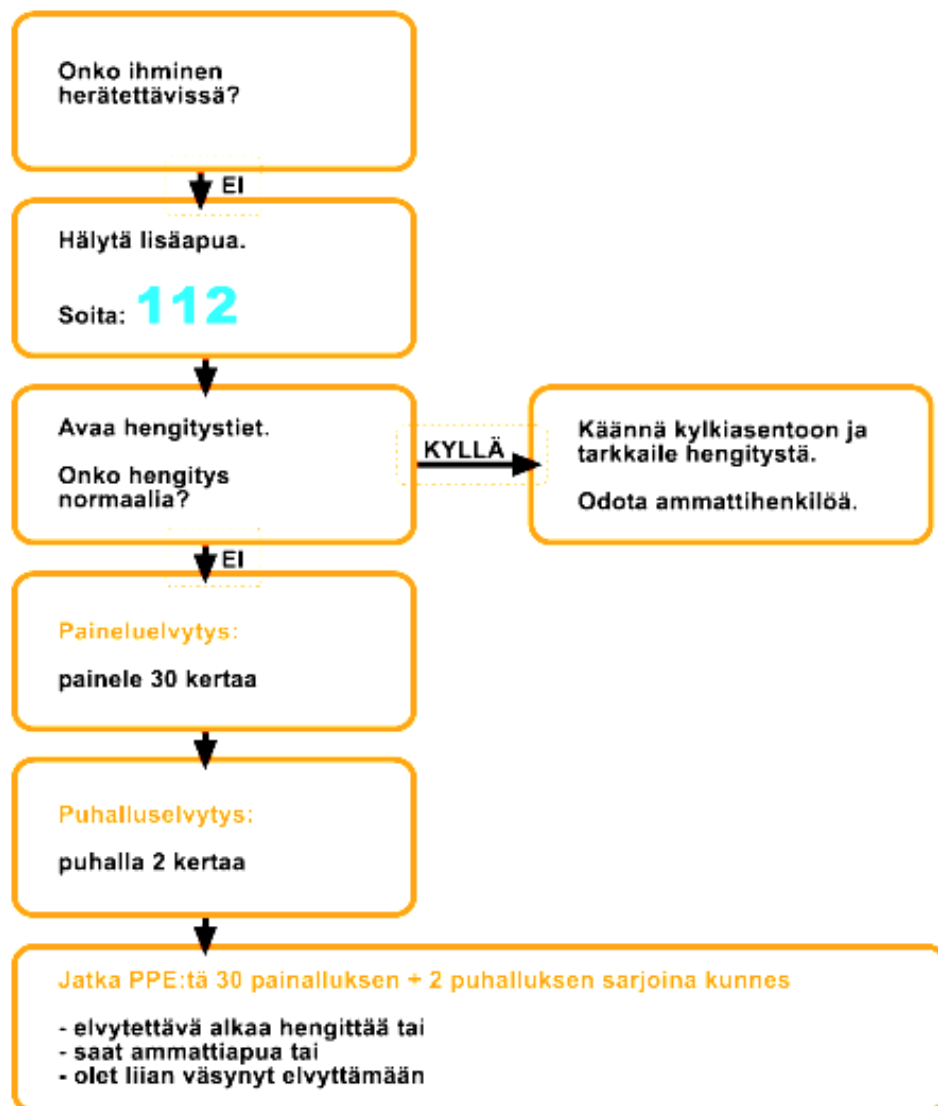 Onko ihminen
herätettävissä?
EI
Hälytä lisäapua.
Soita: 112
Avaa hengitystiet.
Onko hengitys
normaalia?
KYLLÄ
Käännä kylkiasentoon ja
tarkkaile hengitystä.
Odota ammattihenkilöä.
EI
Paineluelvytys:
painele 30 kertaa
Puhalluselvytys:
puhalla 2 kertaa
Jatka PPE:tä 30 painalluksen + 2 puhalluksen sarjoina kunnes
- elvytettävä alkaa hengittää tai
- saat ammattiapua tai
- olet liian väsynyt elvyttämään